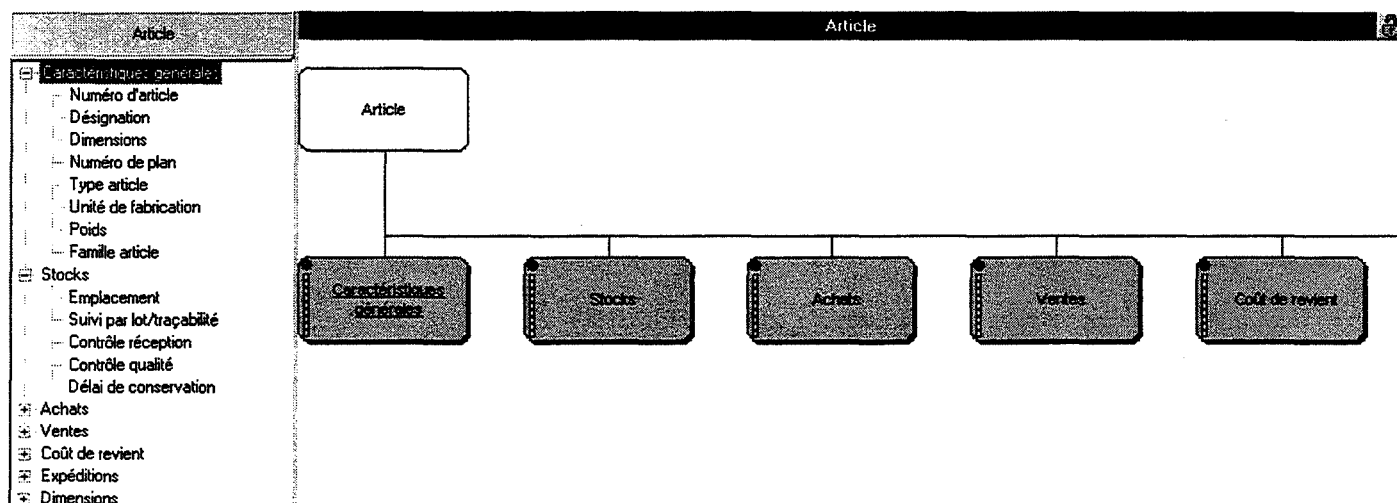 Article
Article
Caractéristiques générales
Numéro d'article
Désignation
Dimensions
Numéro de plan
Type article
Unité de fabrication
Poids
Famille article
Stocks
Emplacement
Suivi par lot/traçabilité
Contrôle réception
Contrôle qualité
Délai de conservation
Achats
Ventes
Coût de revient
Expéditions
Dimensions
Article
Caractéristiques
générales
Stocks
Achats
Ventes
Coût de revient